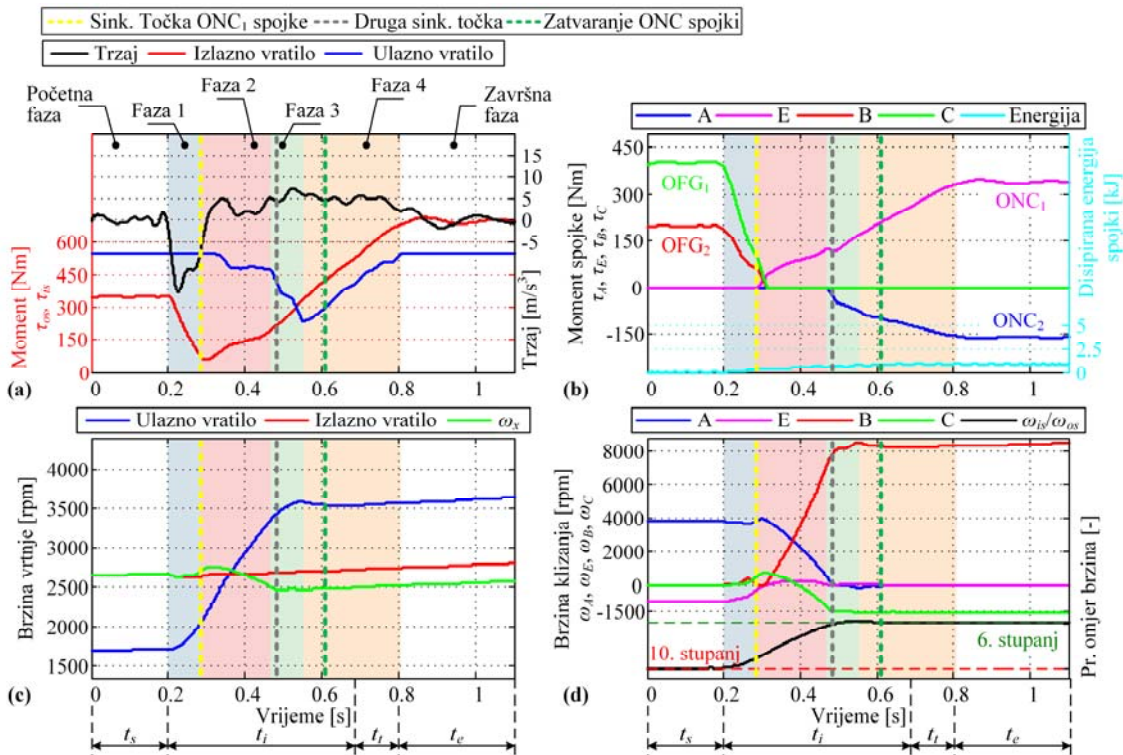 Sink. Točka ONC₁ spojke Druga sink. točka Zatvaranje ONC spojki
Trzaj Izlazno vratilo Ulazno vratilo
Početna faza
Faza 1
Faza 2
Faza 3
Faza 4
Završna faza
Moment [Nm]
τos, τis
600
450
300
150
0
15
10
5
0
-5
Trzaj [m/s³]
0 0.2 0.4 0.6 0.8 1
(a)
A E B C Energija
Moment spojke [Nm]
τA, τE, τB, τC
450
300
150
0
-150
OFG₁
OFG₂
ONC₁
ONC₂
5
2.5
0
Disipirana energija spojki [kJ]
0 0.2 0.4 0.6 0.8 1
(b)
Ulazno vratilo Izlazno vratilo ωx
Brzina vrtnje [rpm]
4000
3500
3000
2500
2000
1500
0 0.2 0.4 0.6 0.8 1
(c)
Vrijeme [s]
ts ti tt te
A E B C ωis/ωos
Brzina klizanja [rpm]
ωA, ωE, ωB, ωC
8000
4000
0
-1500
10. stupanj
6. stupanj
Pr. omjer brzina [-]
0 0.2 0.4 0.6 0.8 1
(d)
Vrijeme [s]
ts ti tt te